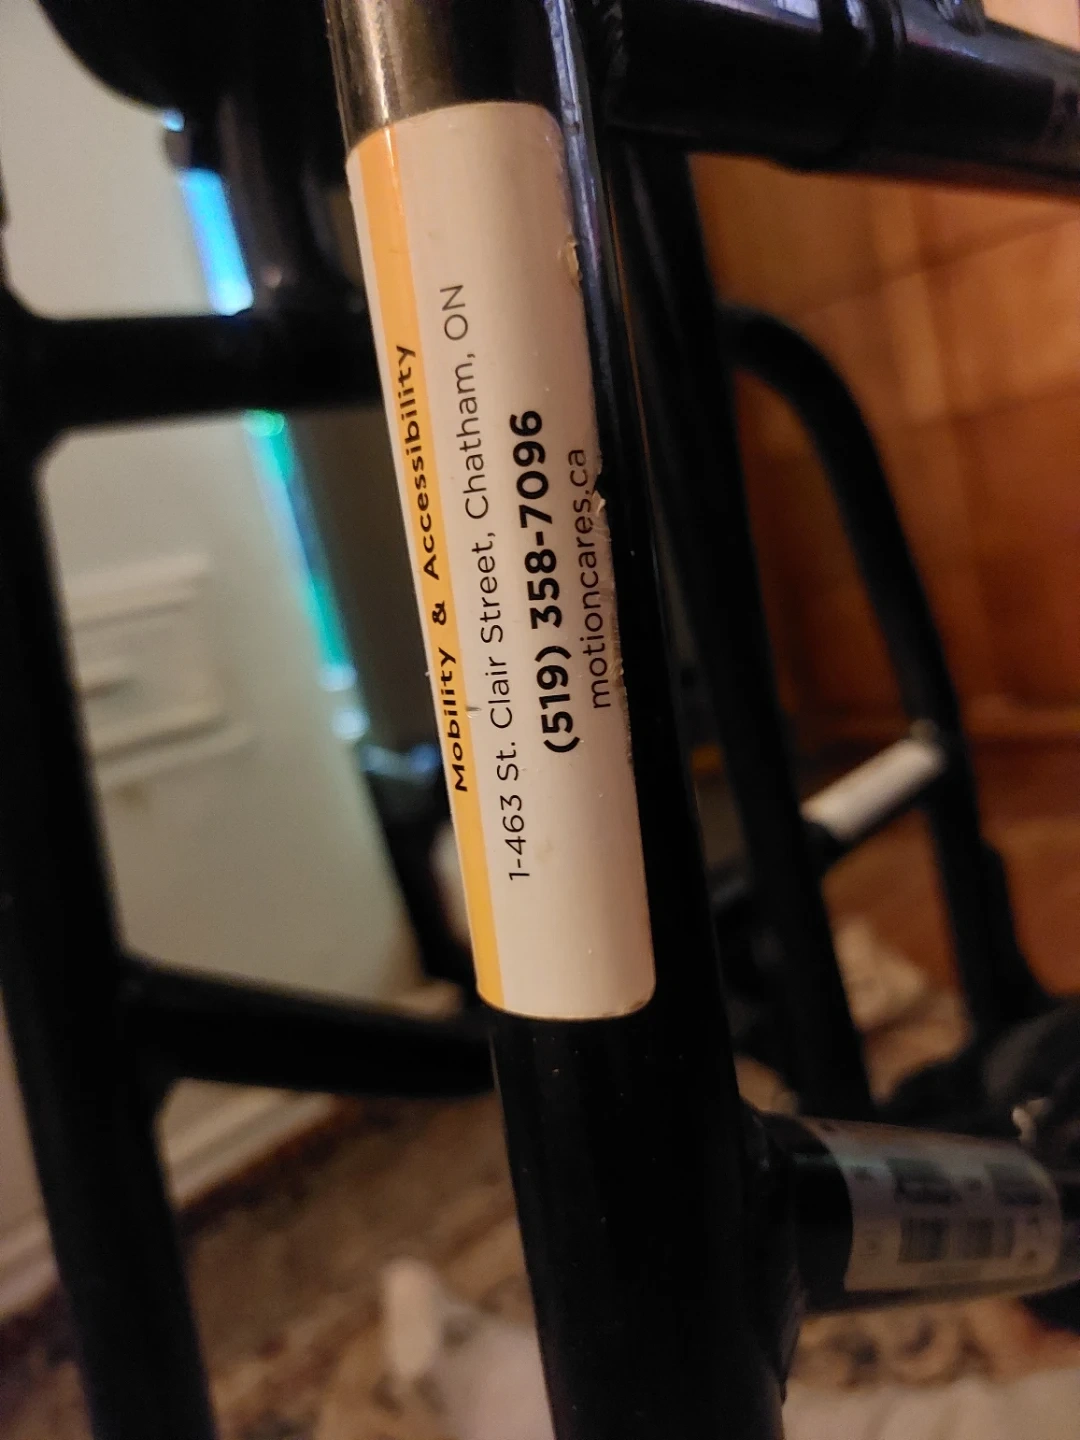 Mobility & Accessibility
1-463 St. Clair Street, Chatham, ON
(519) 358-7096
motioncares.ca